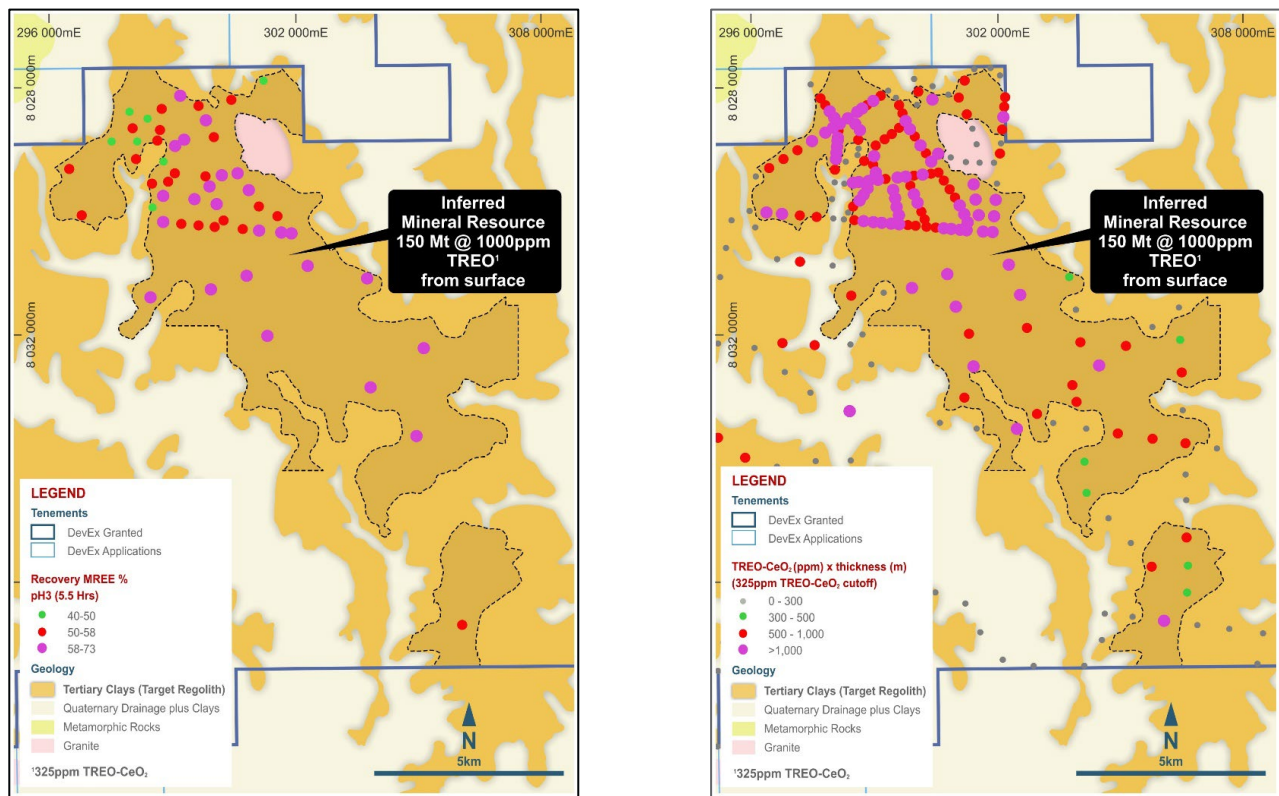 296 000mE
302 000mE
308 000mE
8 028 000m
8 032 000m
Inferred
Mineral Resource
150 Mt @ 1000ppm
TREO¹
from surface
LEGEND
Tenements
DevEx Granted
DevEx Applications
Recovery MREE %
pH3 (5.5 Hrs)
40-50
50-58
58-73
Geology
Tertiary Clays (Target Regolith)
Quaternary Drainage plus Clays
Metamorphic Rocks
Granite
¹325ppm TREO-CeO₂
N
5km
296 000mE
302 000mE
308 000mE
8 028 000m
8 032 000m
Inferred
Mineral Resource
150 Mt @ 1000ppm
TREO¹
from surface
LEGEND
Tenements
DevEx Granted
DevEx Applications
TREO-CeO₂ (ppm) x thickness (m)
(325ppm TREO-CeO₂ cutoff)
0 - 300
300 - 500
500 - 1,000
>1,000
Geology
Tertiary Clays (Target Regolith)
Quaternary Drainage plus Clays
Metamorphic Rocks
Granite
¹325ppm TREO-CeO₂
N
5km